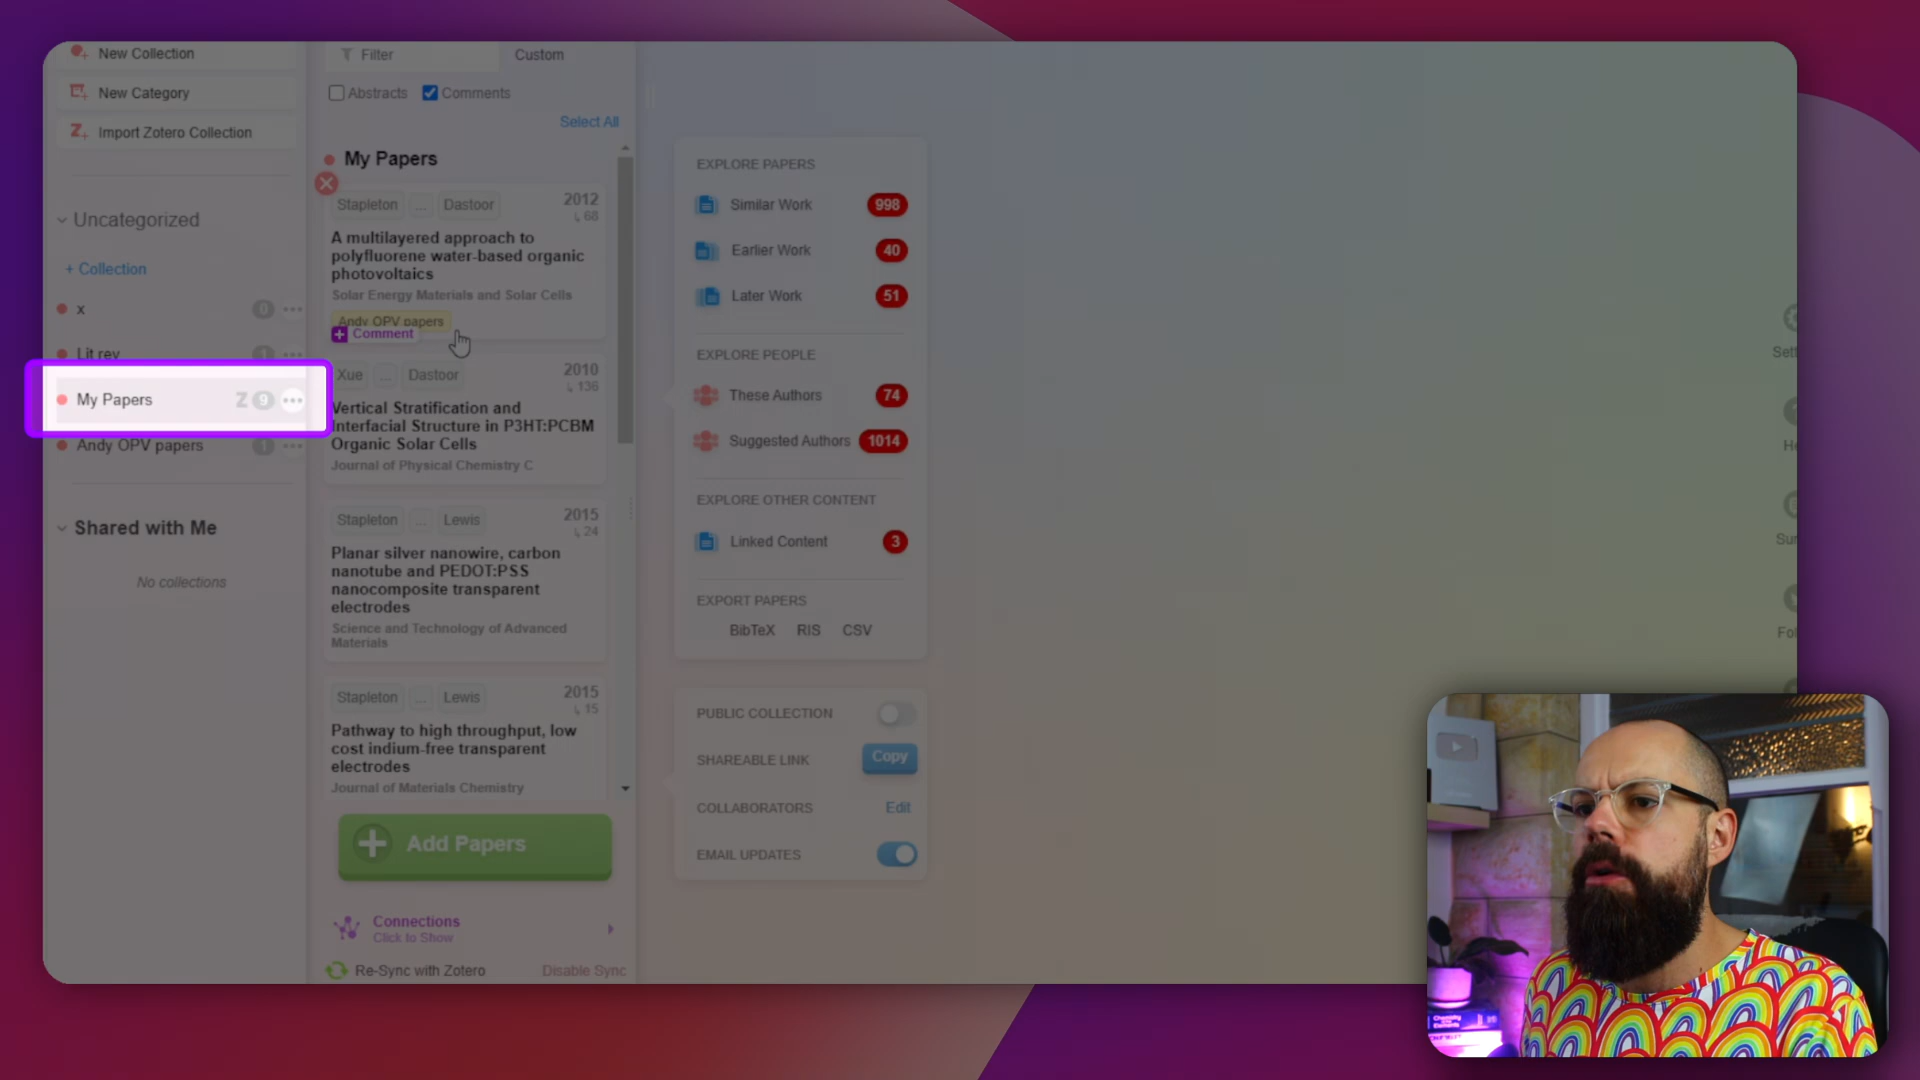 New Collection
New Category
Import Zotero Collection
Uncategorized
+ Collection
x 0
Lit rev 1
My Papers Z 9
Andy OPV papers 1
Shared with Me
No collections
Filter Custom
Abstracts Comments
Select All
My Papers
Stapleton ... Dastoor 2012
68
A multilayered approach to
polyfluorene water-based organic
photovoltaics
Solar Energy Materials and Solar Cells
Andy OPV papers
Comment
Xue ... Dastoor 2010
136
Vertical Stratification and
Interfacial Structure in P3HT:PCBM
Organic Solar Cells
Journal of Physical Chemistry C
Stapleton ... Lewis 2015
24
Planar silver nanowire, carbon
nanotube and PEDOT:PSS
nanocomposite transparent
electrodes
Science and Technology of Advanced
Materials
Stapleton ... Lewis 2015
15
Pathway to high throughput, low
cost indium-free transparent
electrodes
Journal of Materials Chemistry
Add Papers
Connections
Click to Show
Re-Sync with Zotero Disable Sync
EXPLORE PAPERS
Similar Work 998
Earlier Work 40
Later Work 51
EXPLORE PEOPLE
These Authors 74
Suggested Authors 1014
EXPLORE OTHER CONTENT
Linked Content 3
EXPORT PAPERS
BibTeX RIS CSV
PUBLIC COLLECTION
SHAREABLE LINK Copy
COLLABORATORS Edit
EMAIL UPDATES